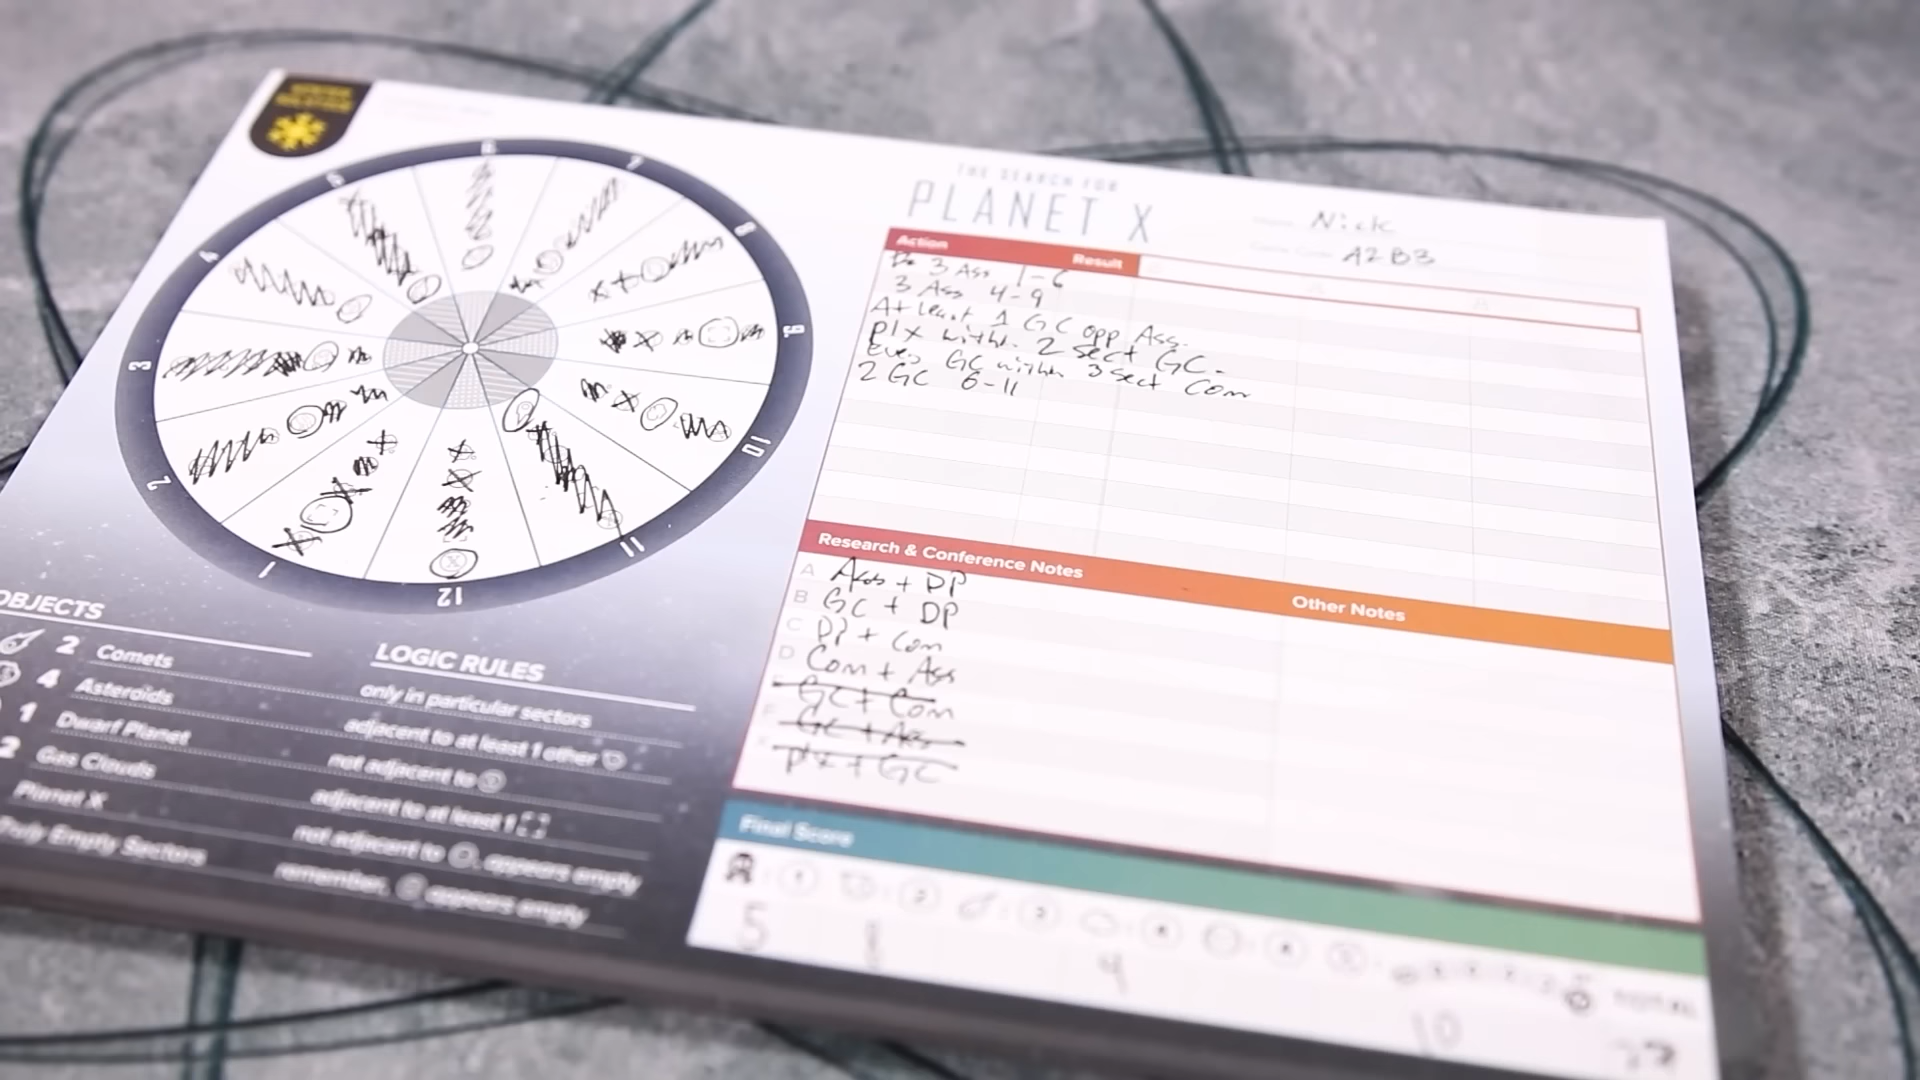 THE SEARCH FOR
PLANET X
Nick
A2B3
6
7
5
8
4
9
3
10
2
11
1
12
Action
Result
3 Ass 1-6
3 Ass 4-9
At least 1 GC opp Ass.
Plx withn. 2 sect GC.
Every GC within 3 sect Com
2 GC 6-11
Research & Conference Notes
Other Notes
A Ass + DP
B GC + DP
C DP + Com
D Com + Ass
GC + Com
GC + Ass
Plx + GC
OBJECTS
LOGIC RULES
2 Comets
only in particular sectors
4 Asteroids
adjacent to at least 1 other
1 Dwarf Planet
not adjacent to
2 Gas Clouds
adjacent to at least 1
Planet X
not adjacent to , appears empty
Truly Empty Sectors
remember, appears empty
Final Score
1 2 3 4
TOTAL
5 8 4 10